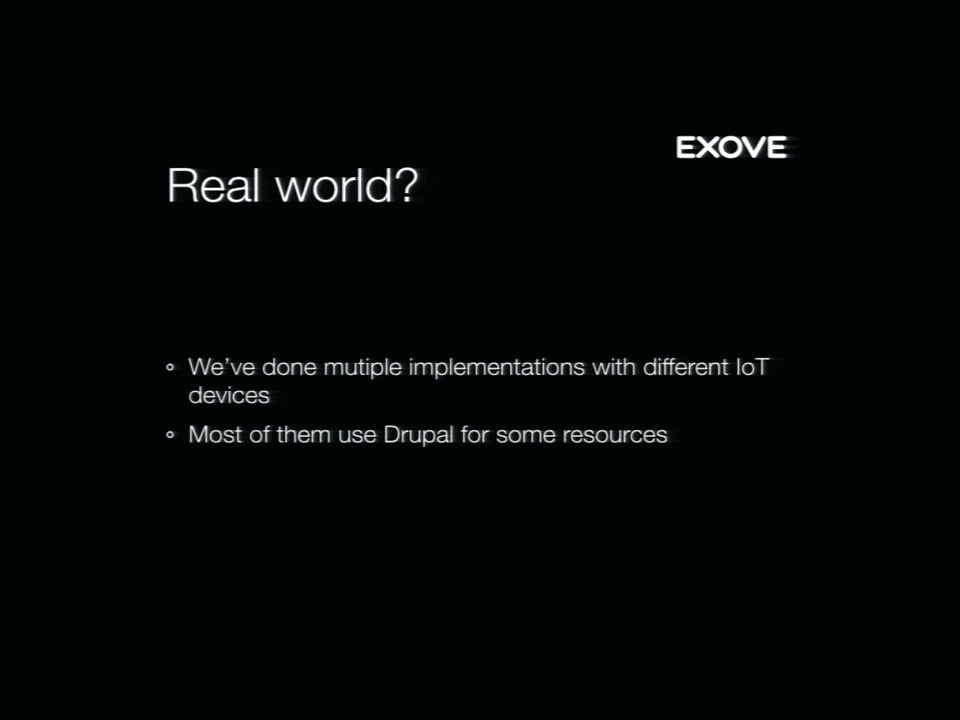 EXOVE
Real world?
We've done mutiple implementations with different IoT
devices
Most of them use Drupal for some resources